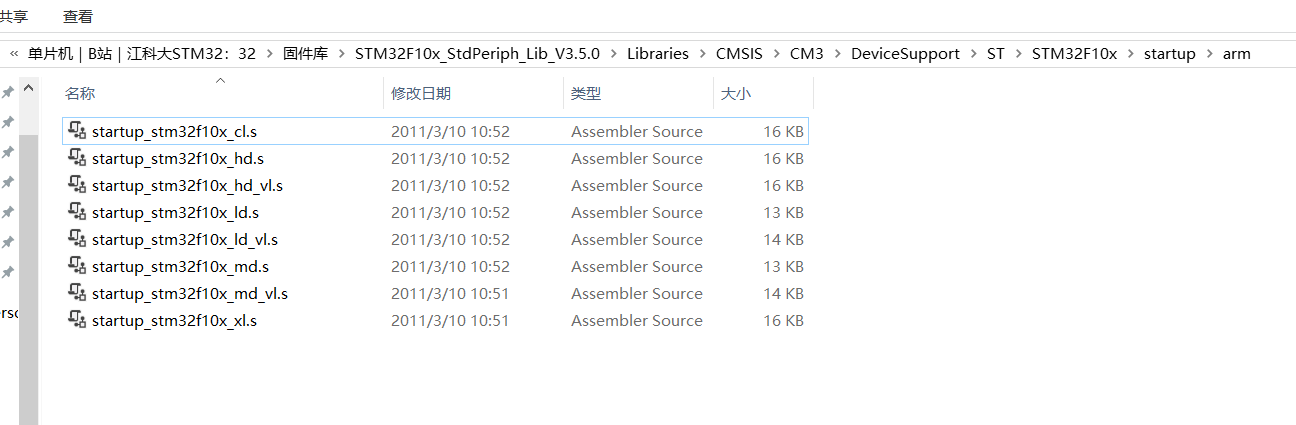 共享 查看
« 单片机 | B站 | 江科大STM32：32 > 固件库 > STM32F10x_StdPeriph_Lib_V3.5.0 > Libraries > CMSIS > CM3 > DeviceSupport > ST > STM32F10x > startup > arm
名称 修改日期 类型 大小
startup_stm32f10x_cl.s 2011/3/10 10:52 Assembler Source 16 KB
startup_stm32f10x_hd.s 2011/3/10 10:52 Assembler Source 16 KB
startup_stm32f10x_hd_vl.s 2011/3/10 10:52 Assembler Source 16 KB
startup_stm32f10x_ld.s 2011/3/10 10:52 Assembler Source 13 KB
startup_stm32f10x_ld_vl.s 2011/3/10 10:52 Assembler Source 14 KB
startup_stm32f10x_md.s 2011/3/10 10:52 Assembler Source 13 KB
startup_stm32f10x_md_vl.s 2011/3/10 10:51 Assembler Source 14 KB
startup_stm32f10x_xl.s 2011/3/10 10:51 Assembler Source 16 KB